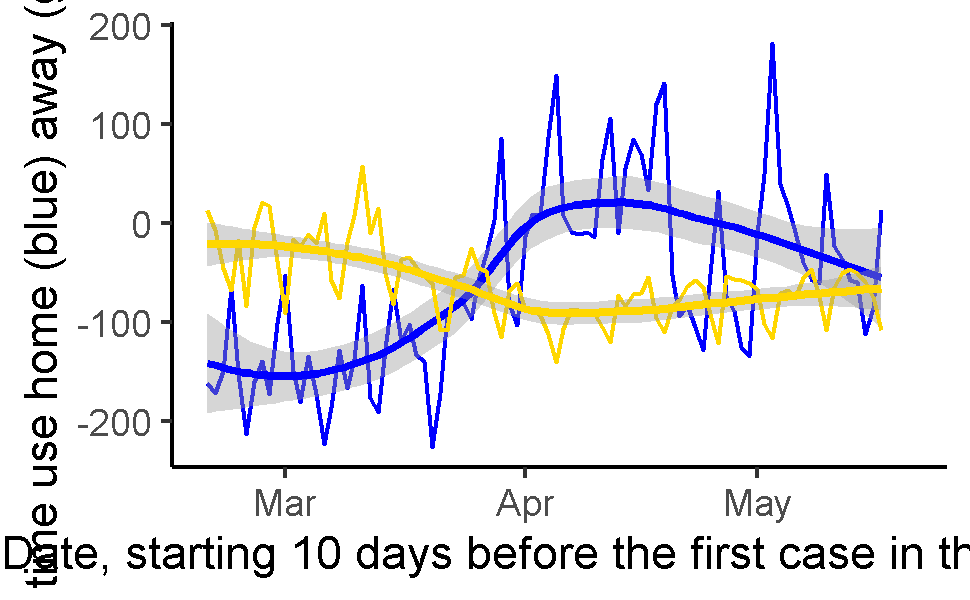 time use home (blue) away (
200
100
0
-100
-200
Mar Apr May
Date, starting 10 days before the first case in